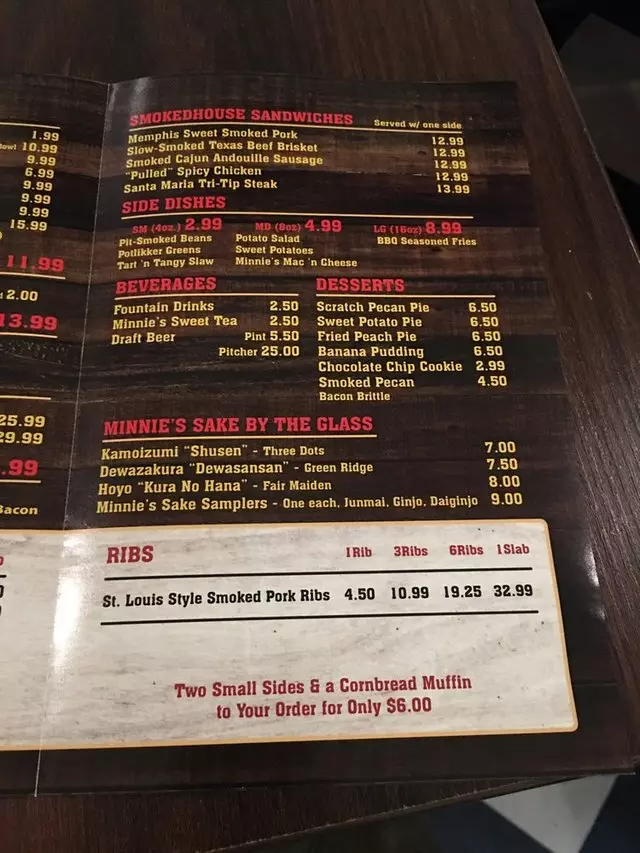 1.99
Bowl 10.99
9.99
6.99
9.99
9.99
9.99
15.99
11.99
2.00
13.99
25.99
29.99
.99
Bacon
SMOKEDHOUSE SANDWICHES Served w/ one side
Memphis Sweet Smoked Pork 12.99
Slow-Smoked Texas Beef Brisket 12.99
Smoked Cajun Andouille Sausage 12.99
"Pulled" Spicy Chicken 12.99
Santa Maria Tri-Tip Steak 13.99
SIDE DISHES
SM (4oz.) 2.99 MD (8oz) 4.99 LG (16oz) 8.99
Pit-Smoked Beans Potato Salad BBQ Seasoned Fries
Potlikker Greens Sweet Potatoes
Tart 'n Tangy Slaw Minnie's Mac 'n Cheese
BEVERAGES
Fountain Drinks 2.50
Minnie's Sweet Tea 2.50
Draft Beer Pint 5.50
Pitcher 25.00
DESSERTS
Scratch Pecan Pie 6.50
Sweet Potato Pie 6.50
Fried Peach Pie 6.50
Banana Pudding 6.50
Chocolate Chip Cookie 2.99
Smoked Pecan 4.50
Bacon Brittle
MINNIE'S SAKE BY THE GLASS
Kamoizumi "Shusen" - Three Dots 7.00
Dewazakura "Dewasansan" - Green Ridge 7.50
Hoyo "Kura No Hana" - Fair Maiden 8.00
Minnie's Sake Samplers - One each, Junmai, Ginjo, Daiginjo 9.00
RIBS 1Rib 3Ribs 6Ribs 1Slab
St. Louis Style Smoked Pork Ribs 4.50 10.99 19.25 32.99
Two Small Sides & a Cornbread Muffin
to Your Order for Only $6.00